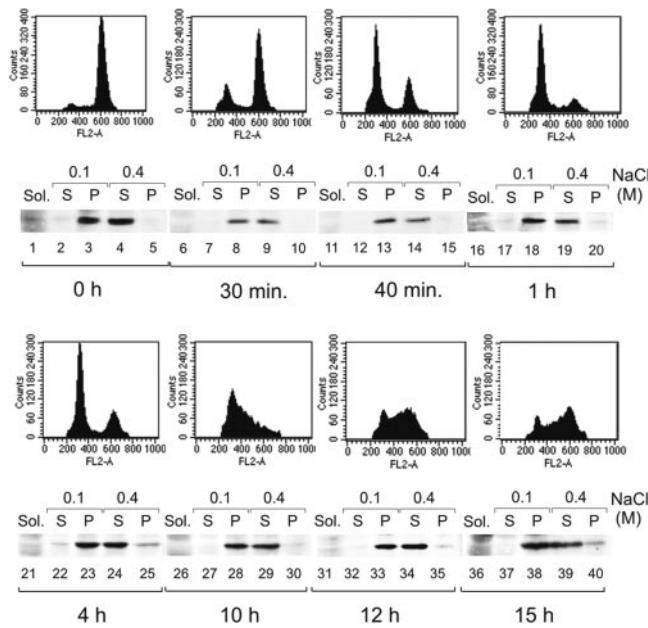 Counts
0 80 160 240 320 400
0 200 400 600 800 1000
FL2-A
Counts
0 60 120 180 240 300
0 200 400 600 800 1000
FL2-A
Counts
0 60 120 180 240 300
0 200 400 600 800 1000
FL2-A
Counts
0 80 160 240 320 400
0 200 400 600 800 1000
FL2-A
0.1 0.4 0.1 0.4 0.1 0.4 0.1 0.4 NaCl
Sol. S P S P Sol. S P S P Sol. S P S P Sol. S P S P (M)
1 2 3 4 5 6 7 8 9 10 11 12 13 14 15 16 17 18 19 20
0 h 30 min. 40 min. 1 h
Counts
0 60 120 180 240 300
0 200 400 600 800 1000
FL2-A
Counts
0 60 120 180 240 300
0 200 400 600 800 1000
FL2-A
Counts
0 60 120 180 240 300
0 200 400 600 800 1000
FL2-A
Counts
0 60 120 180 240 300
0 200 400 600 800 1000
FL2-A
0.1 0.4 0.1 0.4 0.1 0.4 0.1 0.4 NaCl
Sol. S P S P Sol. S P S P Sol. S P S P Sol. S P S P (M)
21 22 23 24 25 26 27 28 29 30 31 32 33 34 35 36 37 38 39 40
4 h 10 h 12 h 15 h